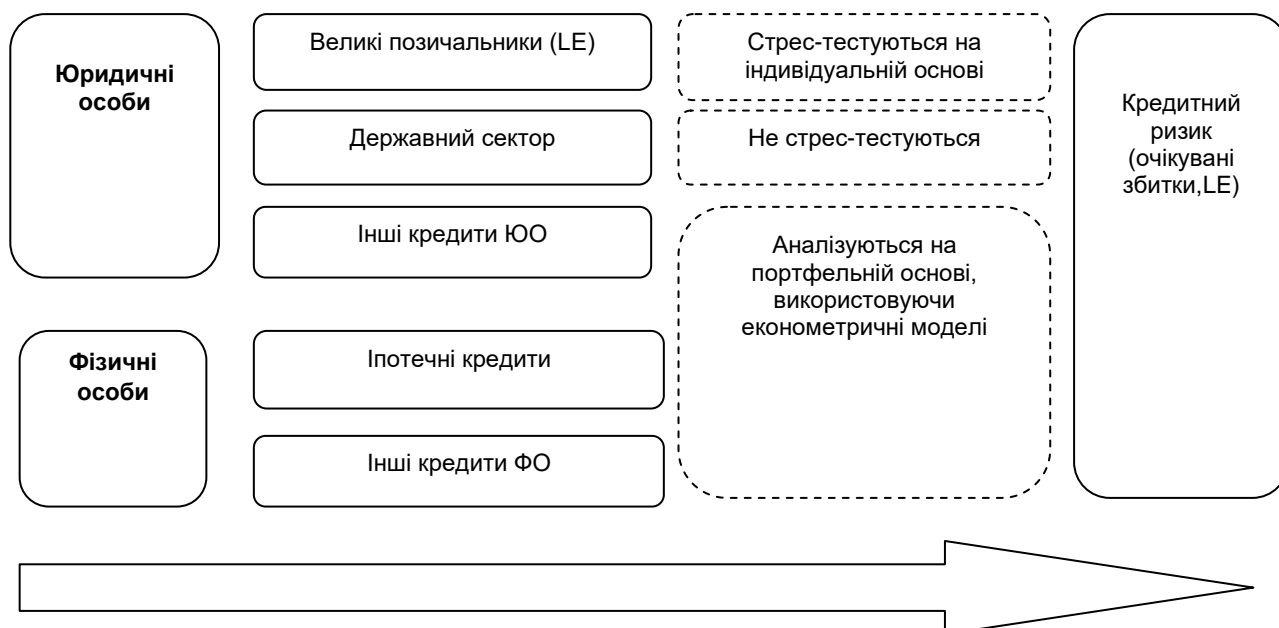 Юридичні
особи
Великі позичальники (LE)
Стрес-тестуються на
індивідуальній основі
Державний сектор
Не стрес-тестуються
Інші кредити ЮО
Аналізуються на
портфельній основі,
використовуючи
економетричні моделі
Кредитний
ризик
(очікувані
збитки,LE)
Фізичні
особи
Іпотечні кредити
Інші кредити ФО